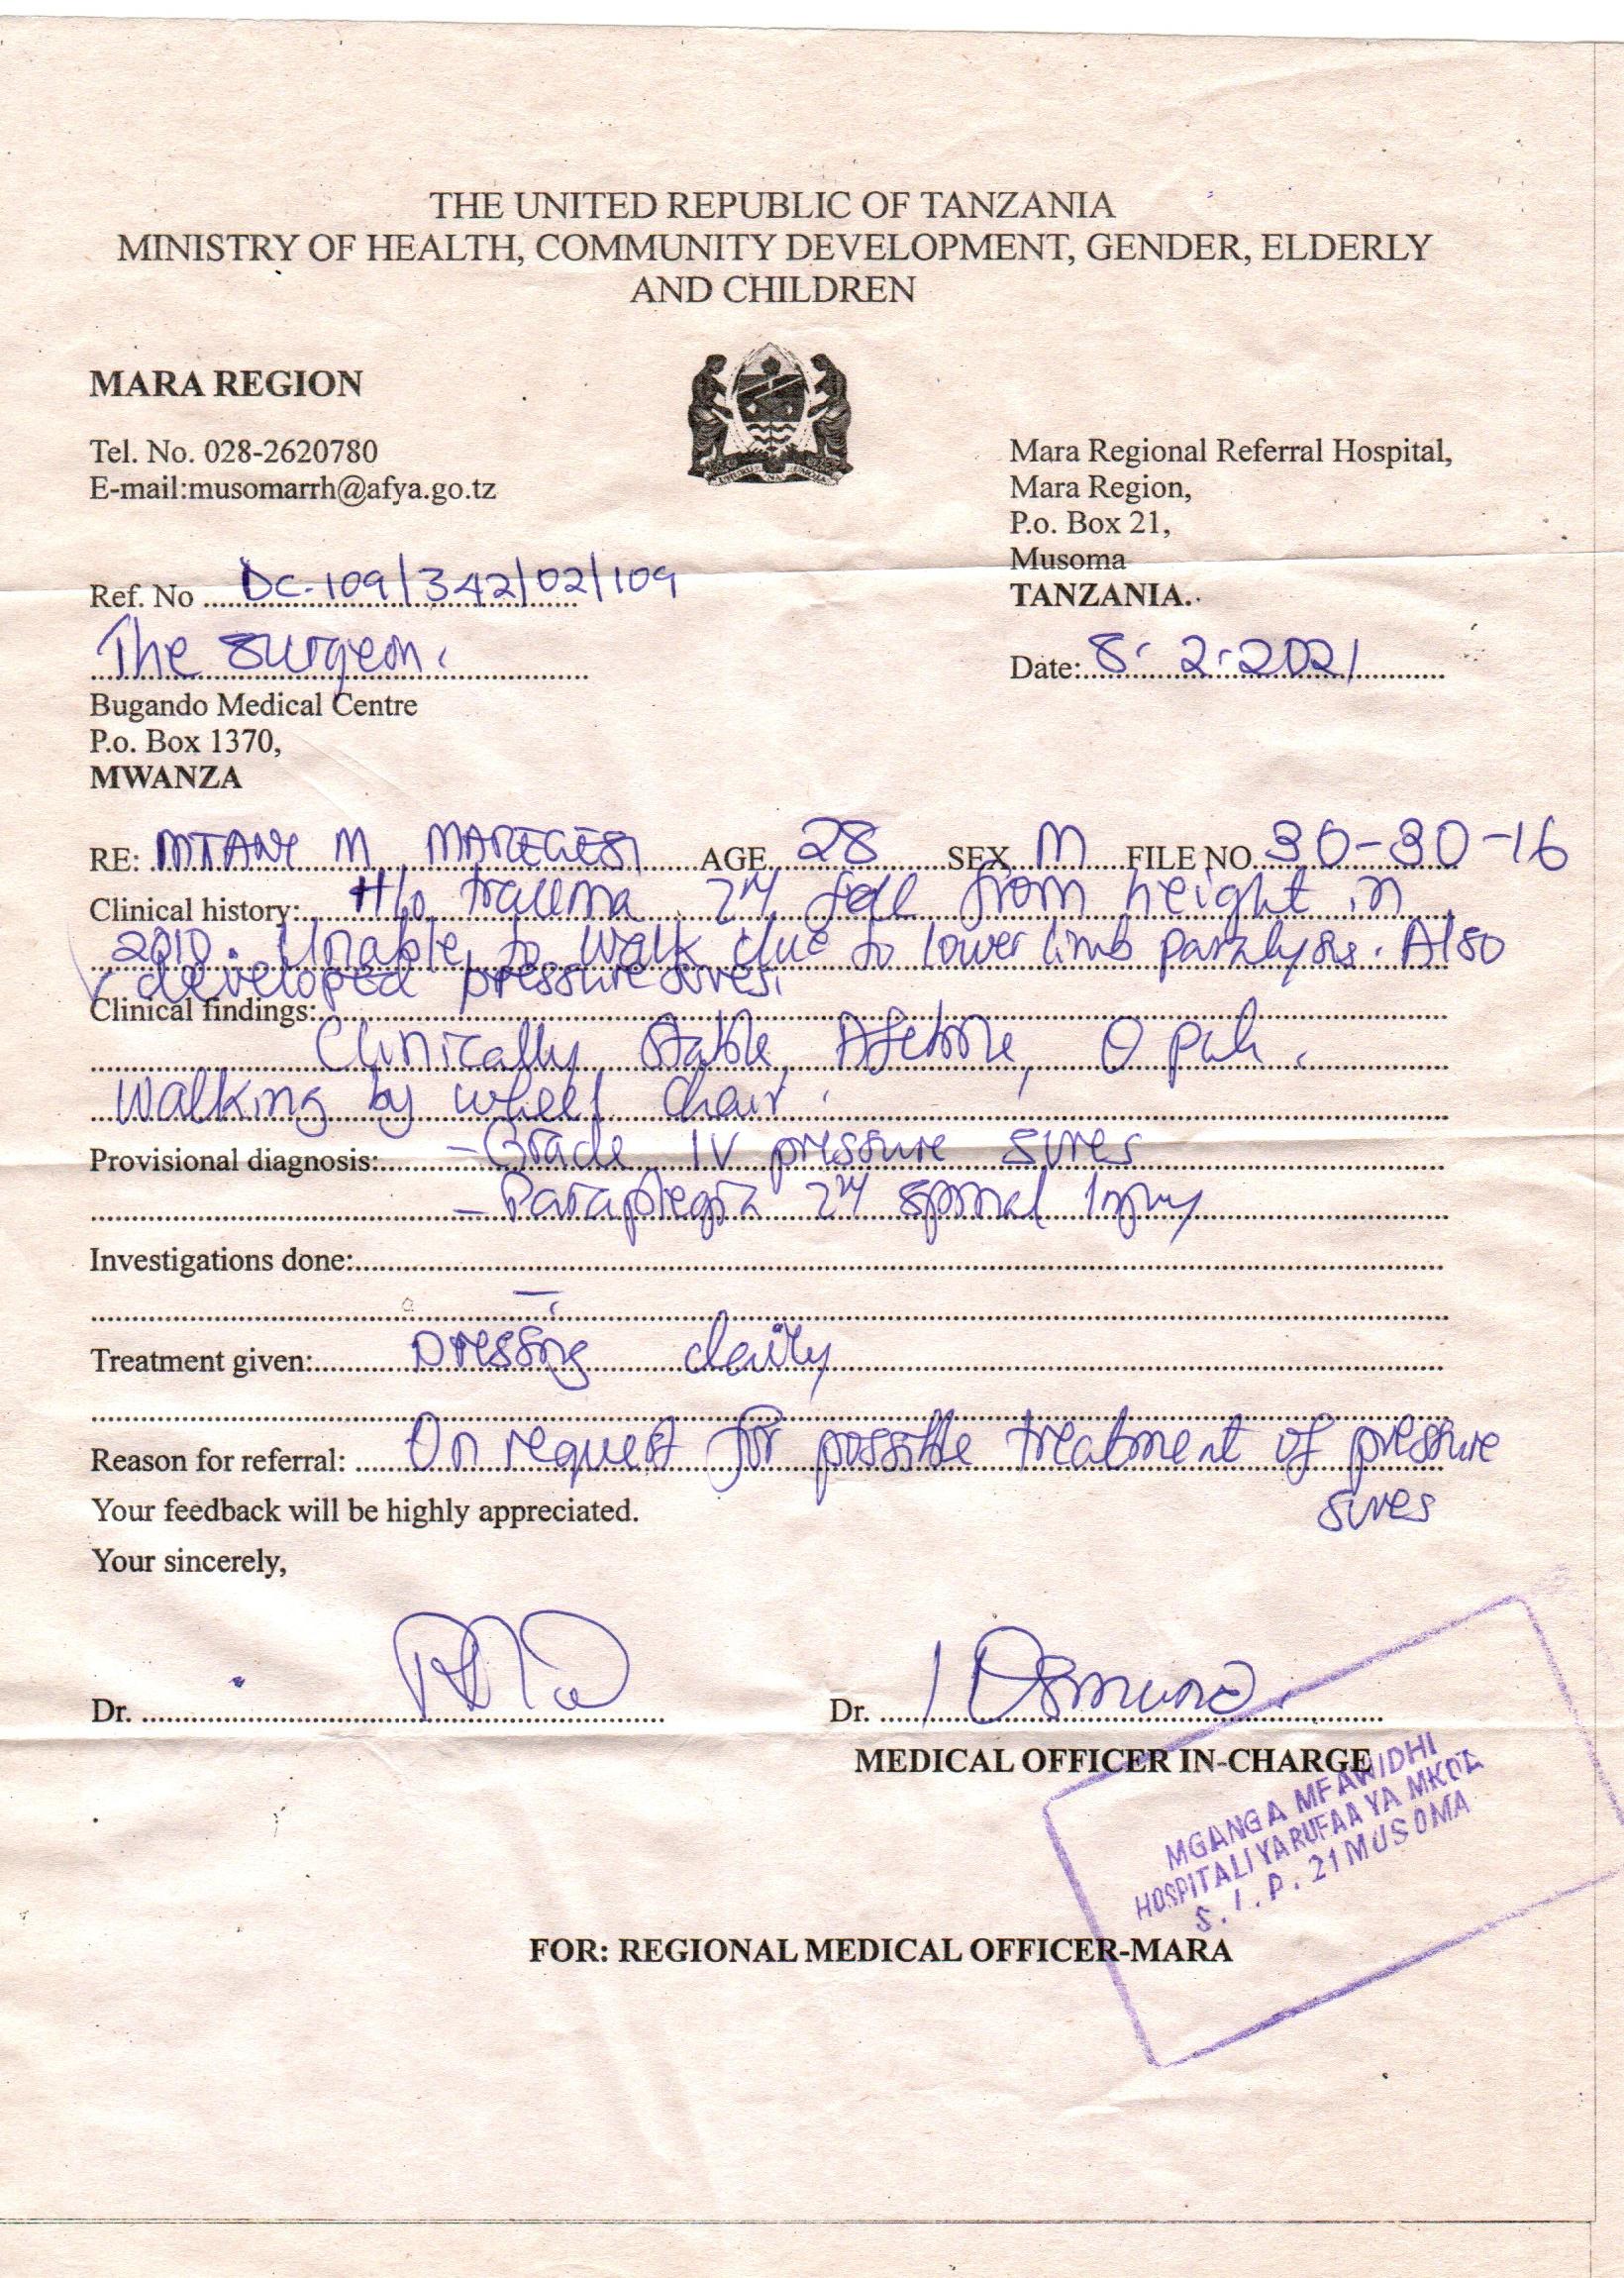 THE UNITED REPUBLIC OF TANZANIA
MINISTRY OF HEALTH, COMMUNITY DEVELOPMENT, GENDER, ELDERLY
AND CHILDREN
MARA REGION
Tel. No. 028-2620780
E-mail:musomarrh@afya.go.tz
Mara Regional Referral Hospital,
Mara Region,
P.o. Box 21,
Musoma
TANZANIA.
Ref. No DC.109/342/02/109
The Surgeon.
Date: 8. 2. 2021
Bugando Medical Centre
P.o. Box 1370,
MWANZA
RE: MTANI M MAREGESI AGE 28 SEX M FILE NO 30-30-16
Clinical history: H/o trauma 2ry fall from height in
2010. Unable to walk due to lower limb paralysis. Also
developed pressure sores.
Clinical findings:
Clinically stable, Afebrile,
walking by wheel chair.
Provisional diagnosis: - Grade IV pressure sores
- Paraplegia 2ry spinal injury
Investigations done:
Treatment given: Dressing daily
Reason for referral: On request for possible treatment of pressure
sores
Your feedback will be highly appreciated.
Your sincerely,
Dr.
Dr.
MEDICAL OFFICER IN-CHARGE
MGANGA MFAWIDHI
HOSPITALI YA RUFAA YA MKOA
S.L.P. 21 MUSOMA
FOR: REGIONAL MEDICAL OFFICER-MARA